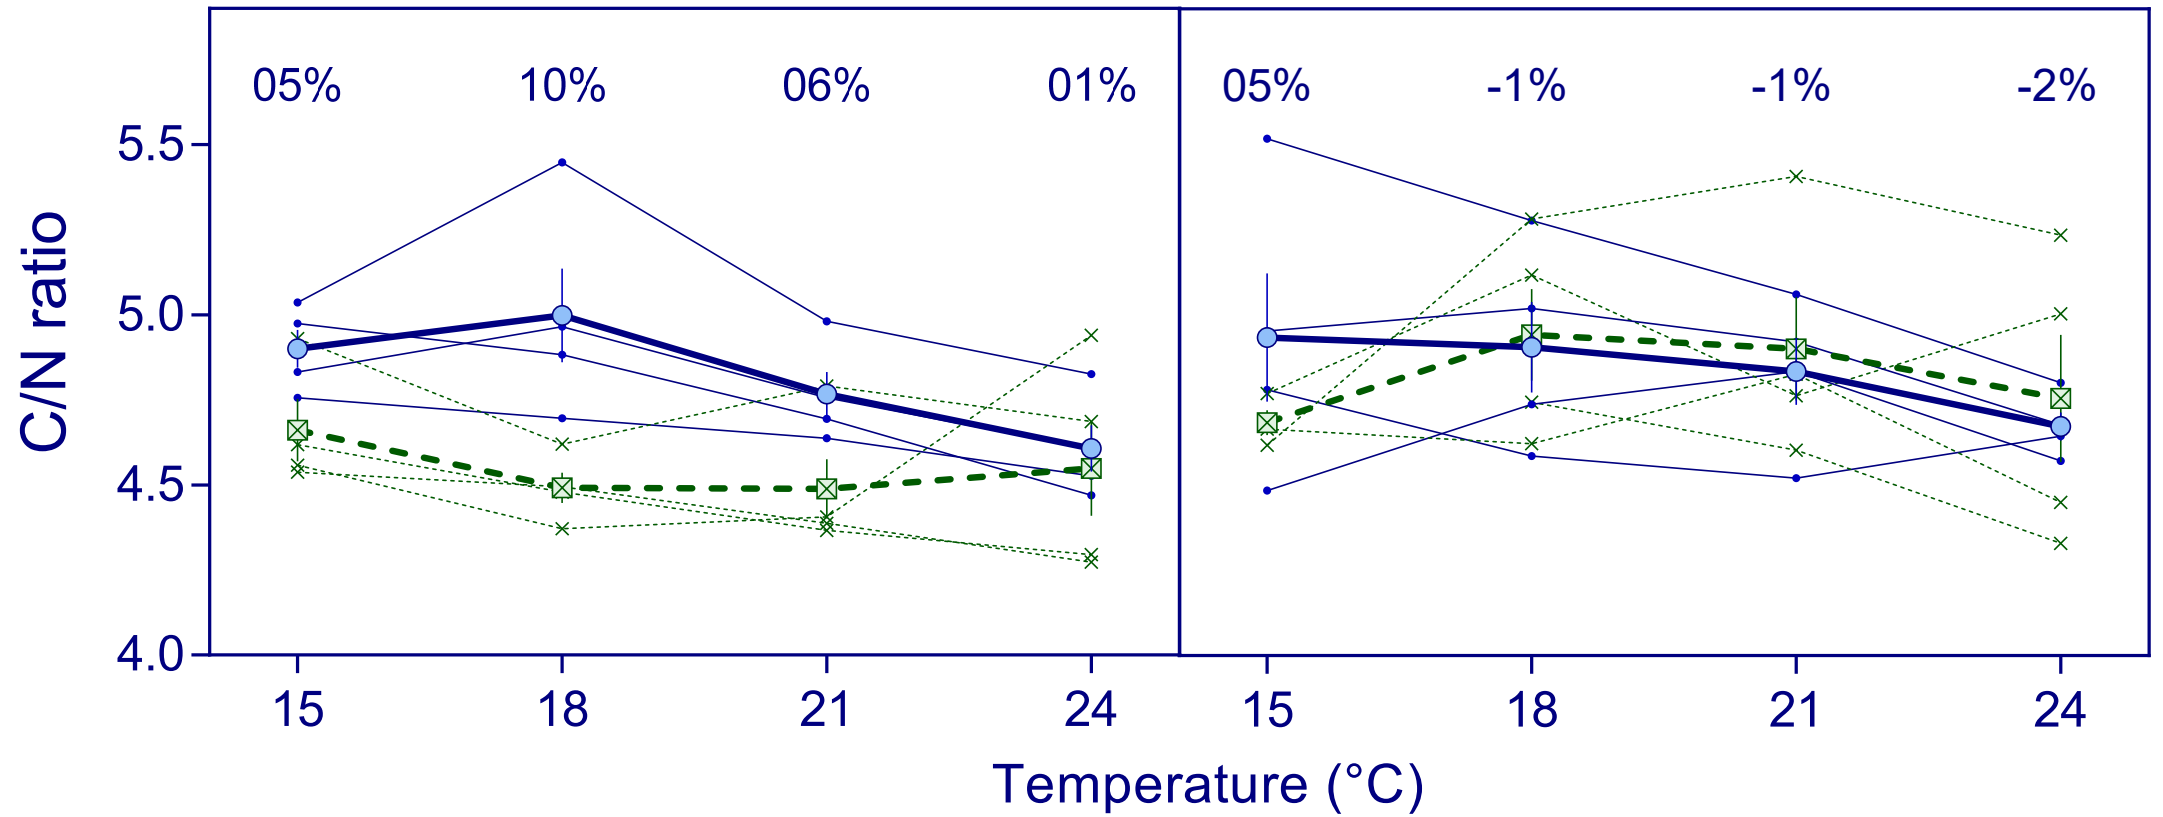 05% 10% 06% 01% 05% -1% -1% -2%
5.5
5.0
4.5
4.0
C/N ratio
15 18 21 24 15 18 21 24
Temperature (°C)